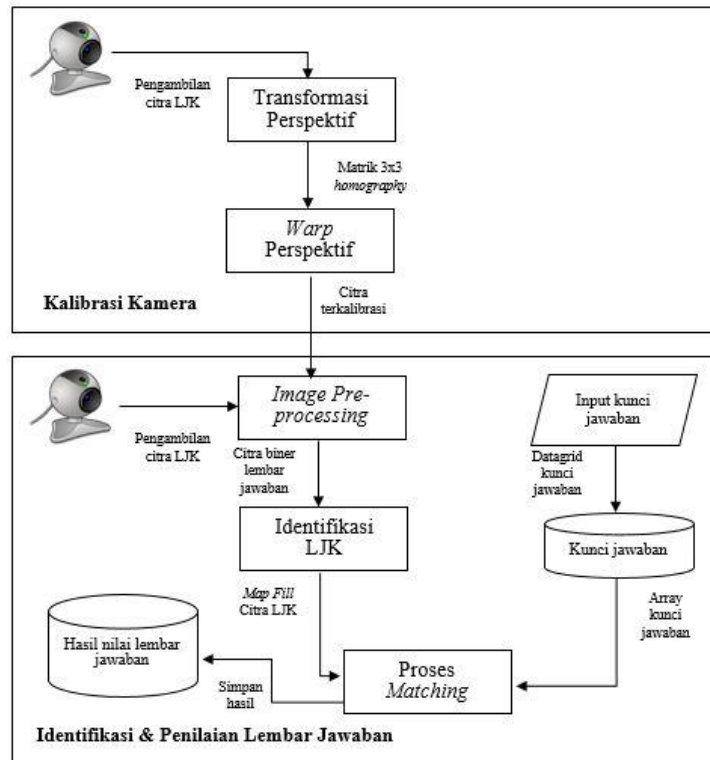 Pengambilan
citra LJK
Transformasi
Perspektif
Matrik 3x3
homography
Warp
Perspektif
Kalibrasi Kamera
Citra
terkalibrasi
Image Pre-
processing
Pengambilan
citra LJK
Input kunci
jawaban
Citra biner
lembar
jawaban
Datagrid
kunci
jawaban
Identifikasi
LJK
Kunci jawaban
Map Fill
Citra LJK
Array
kunci
jawaban
Hasil nilai lembar
jawaban
Proses
Matching
Simpan
hasil
Identifikasi & Penilaian Lembar Jawaban